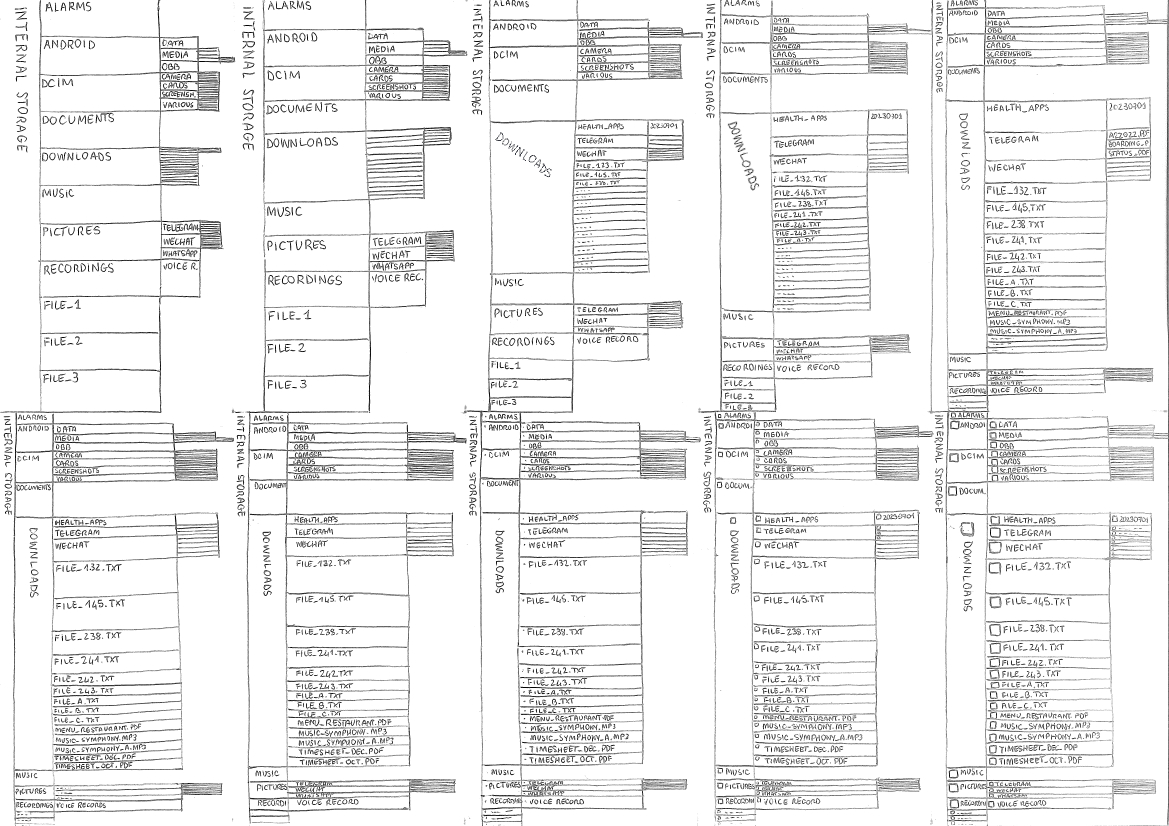 INTERNAL STORAGE
ALARMS
ANDROID
DATA
MEDIA
OBB
DCIM
CAMERA
CARDS
SCREENSH.
VARIOUS
DOCUMENTS
DOWNLOADS
MUSIC
PICTURES
TELEGRAM
WECHAT
WHATSAPP
RECORDINGS
VOICE R.
FILE_1
FILE_2
FILE_3
INTERNAL STORAGE
ALARMS
ANDROID
DATA
MEDIA
OBB
DCIM
CAMERA
CARDS
SCREENSHOTS
VARIOUS
DOCUMENTS
DOWNLOADS
MUSIC
PICTURES
TELEGRAM
WECHAT
WHATSAPP
RECORDINGS
VOICE REC.
FILE_1
FILE_2
FILE_3
INTERNAL STORAGE
ALARMS
ANDROID
DATA
MEDIA
OBB
DCIM
CAMERA
CARDS
SCREENSHOTS
VARIOUS
DOCUMENTS
DOWNLOADS
HEALTH_APPS
20230701
TELEGRAM
WECHAT
FILE_123.TXT
FILE_145.TXT
MUSIC
PICTURES
TELEGRAM
WECHAT
WHATSAPP
RECORDINGS
VOICE RECORD
FILE_1
FILE_2
FILE_3
INTERNAL STORAGE
ALARMS
ANDROID
DATA
MEDIA
OBB
DCIM
CAMERA
CARDS
SCREENSHOTS
VARIOUS
DOCUMENTS
DOWNLOADS
HEALTH_APPS
20230701
TELEGRAM
WECHAT
FILE_132.TXT
FILE_145.TXT
FILE_238.TXT
FILE_241.TXT
FILE_242.TXT
FILE_243.TXT
FILE_A.TXT
MUSIC
PICTURES
TELEGRAM
WECHAT
WHATSAPP
RECORDINGS
VOICE RECORD
FILE_1
FILE_2
FILE_3
INTERNAL STORAGE
ALARMS
ANDROID
DATA
MEDIA
OBB
DCIM
CAMERA
CARDS
SCREENSHOTS
VARIOUS
DOCUMENTS
DOWNLOADS
HEALTH_APPS
20230701
TELEGRAM
BOARDING_P
STATUS_PDF
WECHAT
FILE_132.TXT
FILE_145.TXT
FILE_238 TXT
FILE_241.TXT
FILE_242.TXT
FILE_243.TXT
FILE_A.TXT
FILE_B.TXT
FILE_C.TXT
MENU_RESTAURANT.PDF
MUSIC_SYMPHONY.MP3
MUSIC_SYMPHONY_A.MP3
MUSIC
PICTURES
TELEGRAM
WECHAT
WHATSAPP
RECORDING
VOICE RECORD
INTERNAL STORAGE
ALARMS
ANDROID
DATA
MEDIA
OBB
DCIM
CAMERA
CARDS
SCREENSHOTS
VARIOUS
DOCUMENTS
DOWNLOADS
HEALTH_APPS
TELEGRAM
WECHAT
FILE_132.TXT
FILE_145.TXT
FILE_238.TXT
FILE_241.TXT
FILE_242.TXT
FILE_243.TXT
FILE_A.TXT
FILE_B.TXT
FILE_C.TXT
MENU_RESTAURANT.PDF
MUSIC_SYMPHONY.MP3
MUSIC_SYMPHONY_A.MP3
TIMESHEET_DEC.PDF
TIMESHEET_OCT.PDF
MUSIC
PICTURES
RECORDINGS
VOICE RECORDS
INTERNAL STORAGE
ALARMS
ANDROID
DATA
MEDIA
OBB
DCIM
CAMERA
CARDS
SCREENSHOTS
VARIOUS
DOCUMENT
DOWNLOADS
HEALTH_APPS
TELEGRAM
WECHAT
FILE_132.TXT
FILE_145.TXT
FILE_238.TXT
FILE_241.TXT
FILE_242.TXT
FILE_243.TXT
FILE_A.TXT
FILE_B.TXT
FILE_C.TXT
MENU_RESTAURANT.PDF
MUSIC_SYMPHONY.MP3
MUSIC_SYMPHONY_A.MP3
TIMESHEET_DEC.PDF
TIMESHEET_OCT.PDF
MUSIC
PICTURES
TELEGRAM
WECHAT
WHATSAPP
RECORDI
VOICE RECORD
INTERNAL STORAGE
· ALARMS
· ANDROID
· DATA
· MEDIA
· OBB
· DCIM
· CAMERA
· CARDS
· SCREENSHOTS
· VARIOUS
· DOCUMENT
DOWNLOADS
· HEALTH_APPS
· TELEGRAM
· WECHAT
· FILE_132.TXT
· FILE_145.TXT
· FILE_238.TXT
· FILE_241.TXT
· FILE_242.TXT
· FILE_243.TXT
· FILE_A.TXT
· FILE_B.TXT
· FILE_C.TXT
· MENU_RESTAURANT.PDF
· MUSIC_SYMPHONY.MP3
· MUSIC_SYMPHONY_A.MP3
· TIMESHEET_DEC.PDF
· TIMESHEET_OCT.PDF
· MUSIC
· PICTURES
TELEGRAM
WECHAT
WHATSAPP
· RECORDING
· VOICE RECORD
INTERNAL STORAGE
ALARMS
ANDROI
DATA
MEDIA
OBB
DCIM
CAMERA
CARDS
SCREENSHOTS
VARIOUS
DOCUM.
DOWNLOADS
HEALTH_APPS
20230701
TELEGRAM
WECHAT
FILE_132.TXT
FILE_145.TXT
FILE_238.TXT
FILE_241.TXT
FILE_242.TXT
FILE_243.TXT
FILE_A.TXT
FILE_B.TXT
FILE_C.TXT
MENU_RESTAURANT.PDF
MUSIC_SYMPHONY.MP3
MUSIC_SYMPHONY_A.MP3
TIMESHEET_DEC.PDF
TIMESHEET_OCT.PDF
MUSIC
PICTURES
TELEGRAM
WHATSAPP
RECORDIN
VOICE RECORD
INTERNAL STORAGE
ALARMS
ANDROI
DATA
MEDIA
OBB
DCIM
CAMERA
CARDS
SCREENSHOTS
VARIOUS
DOCUM.
DOWNLOADS
HEALTH_APPS
20230701
TELEGRAM
WECHAT
FILE_132.TXT
FILE_145.TXT
FILE_238.TXT
FILE_241.TXT
FILE_242.TXT
FILE_243.TXT
FILE_A.TXT
FILE_B.TXT
FILE_C.TXT
MENU_RESTAURANT.PDF
MUSIC_SYMPHONY.MP3
MUSIC_SYMPHONY_A.MP3
TIMESHEET_DEC.PDF
TIMESHEET_OCT.PDF
MUSIC
PICTURE
TELEGRAM
WHATSAPP
RECORDI
VOICE RECORD